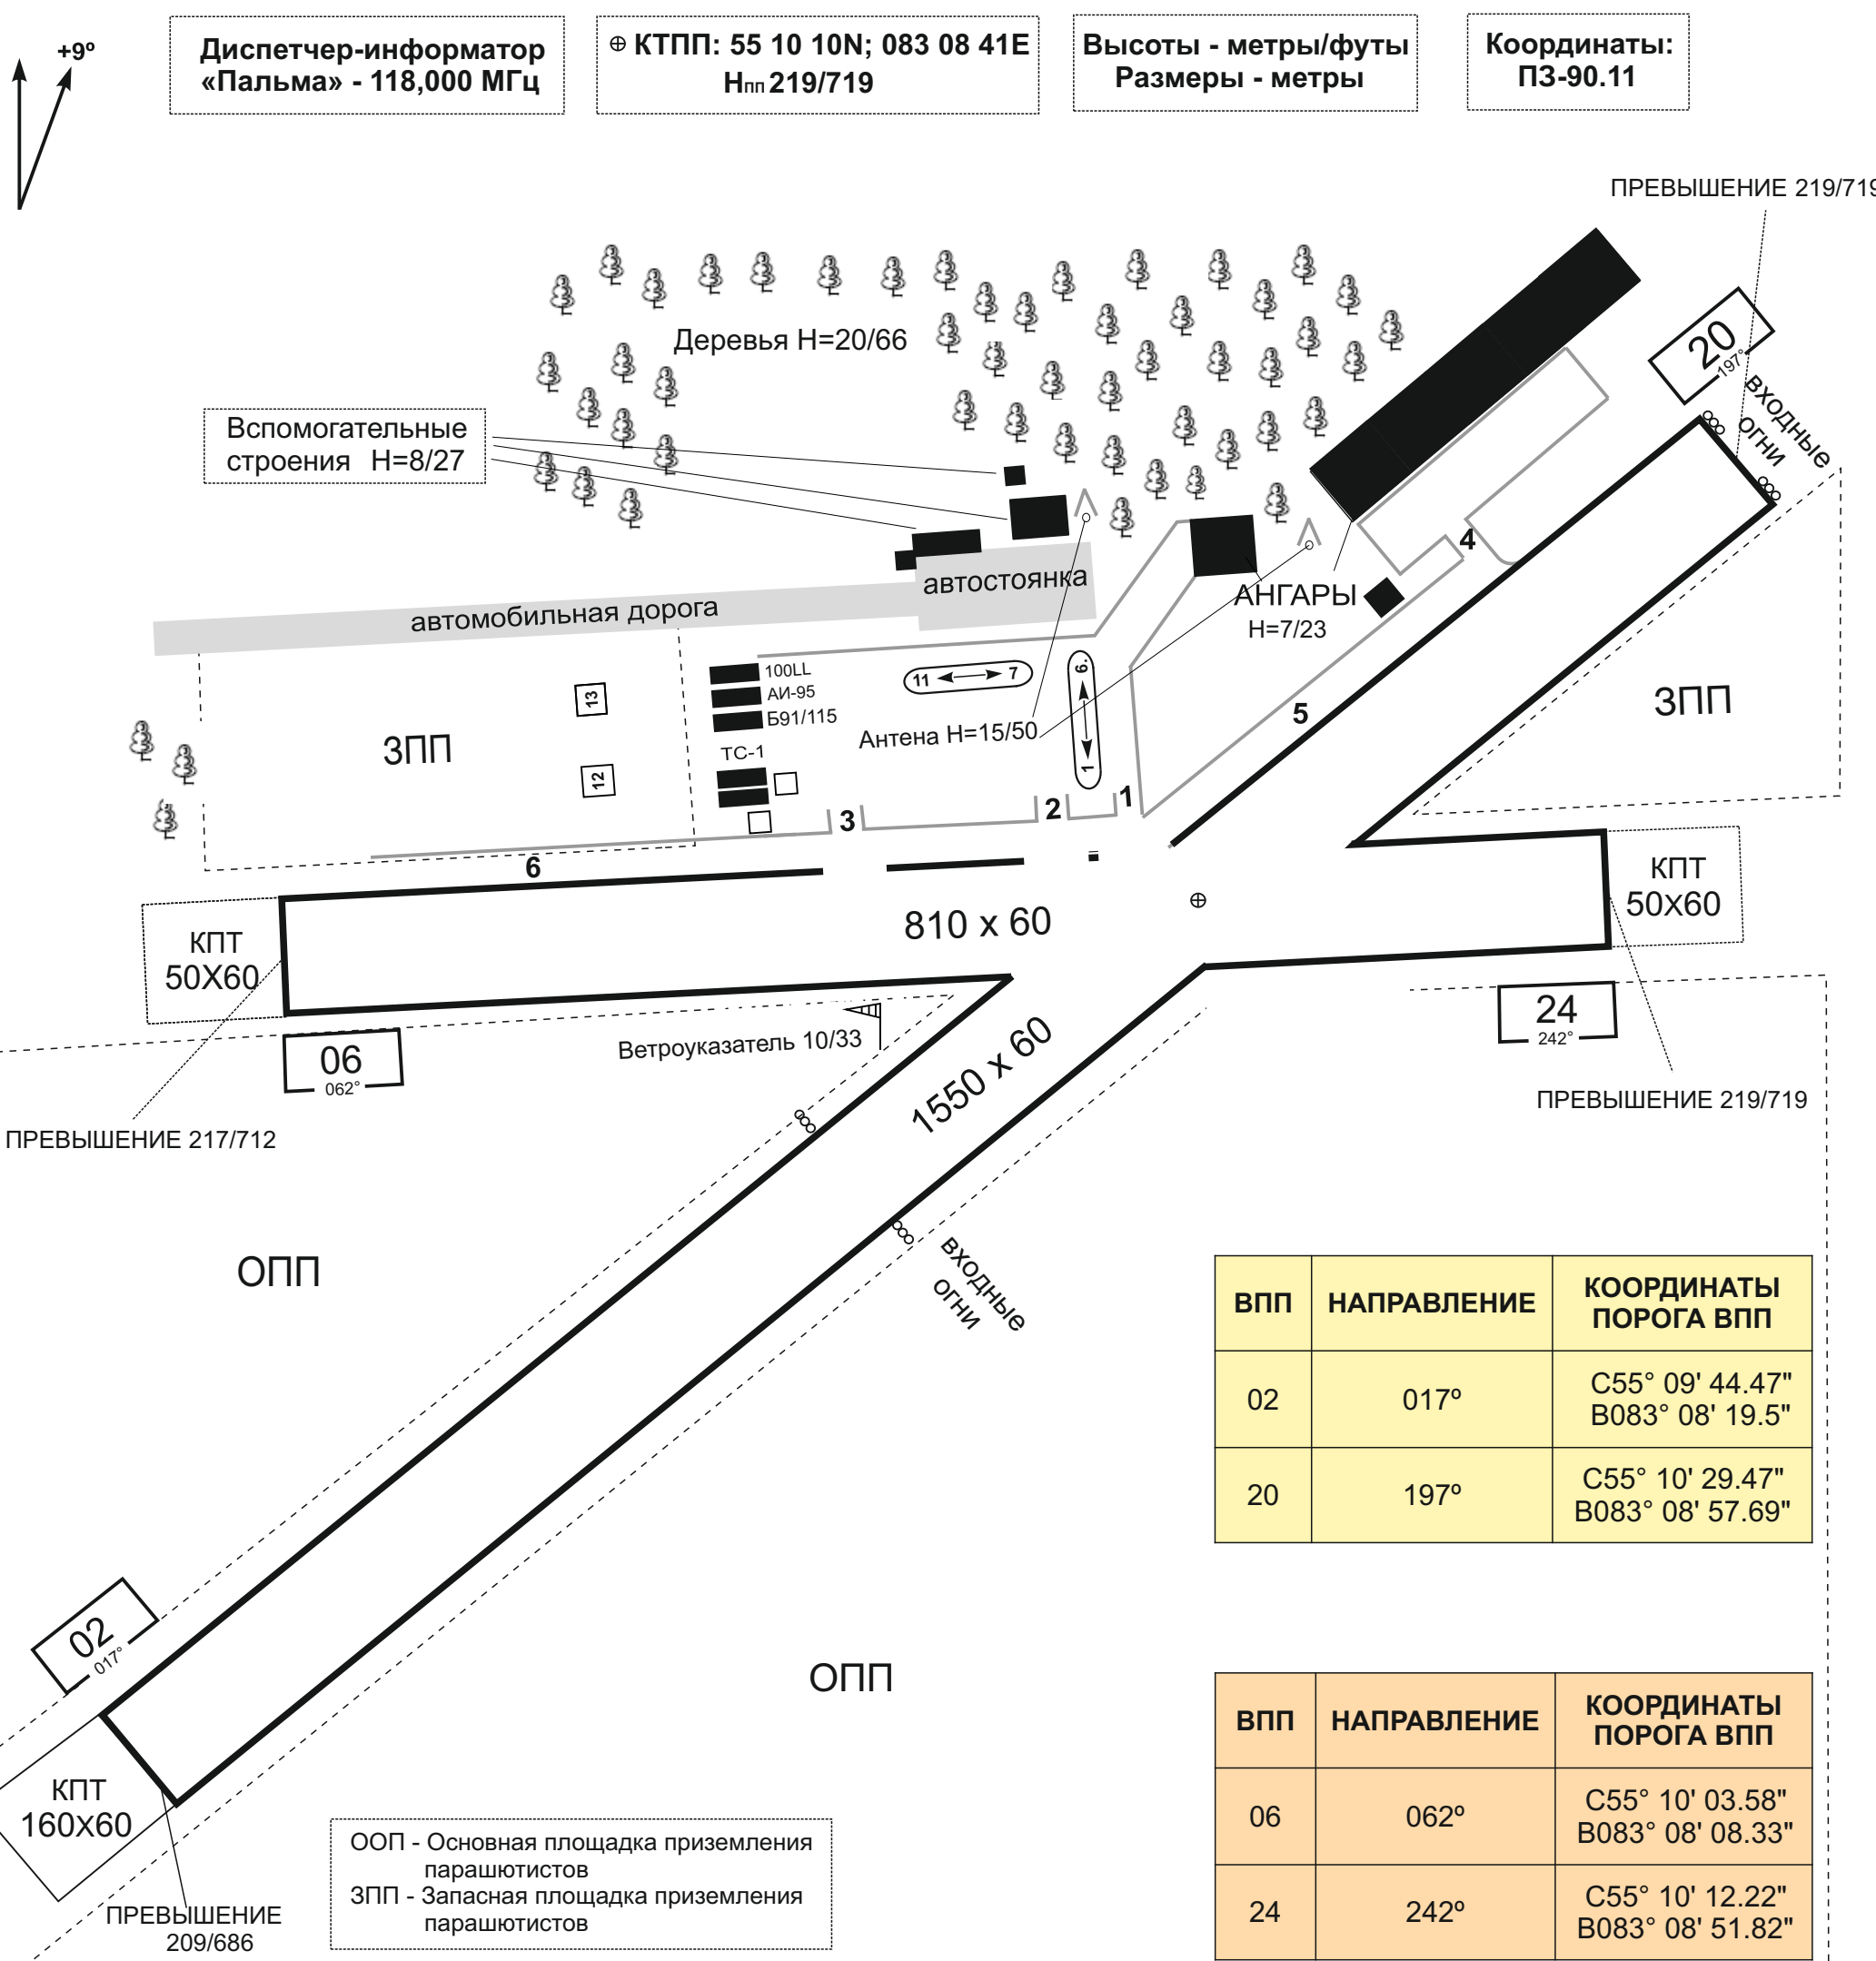 +9º
Диспетчер-информатор
«Пальма» - 118,000 МГц
⊕ КТПП: 55 10 10N; 083 08 41E
Нпп 219/719
Высоты - метры/футы
Размеры - метры
Координаты:
ПЗ-90.11
ПРЕВЫШЕНИЕ 219/719
Деревья Н=20/66
20
197°
ВХОДНЫЕ
ОГНИ
Вспомогательные
строения Н=8/27
автостоянка
автомобильная дорога
АНГАРЫ
Н=7/23
4
5
ЗПП
13
12
ЗПП
100LL
АИ-95
Б91/115
ТС-1
11
7
6.
1
Антена Н=15/50
3
2
1
6
КПТ
50Х60
810 х 60
КПТ
50Х60
06
062°
Ветроуказатель 10/33
1550 х 60
24
242°
ПРЕВЫШЕНИЕ 217/712
ПРЕВЫШЕНИЕ 219/719
ОПП
ВХОДНЫЕ
ОГНИ
ВПП НАПРАВЛЕНИЕ КООРДИНАТЫ
ПОРОГА ВПП
02 017º С55° 09' 44.47"
В083° 08' 19.5"
20 197º С55° 10' 29.47"
В083° 08' 57.69"
02
017°
ОПП
КПТ
160Х60
ПРЕВЫШЕНИЕ
209/686
ООП - Основная площадка приземления
парашютистов
ЗПП - Запасная площадка приземления
парашютистов
ВПП НАПРАВЛЕНИЕ КООРДИНАТЫ
ПОРОГА ВПП
06 062º С55° 10' 03.58"
В083° 08' 08.33"
24 242º С55° 10' 12.22"
В083° 08' 51.82"